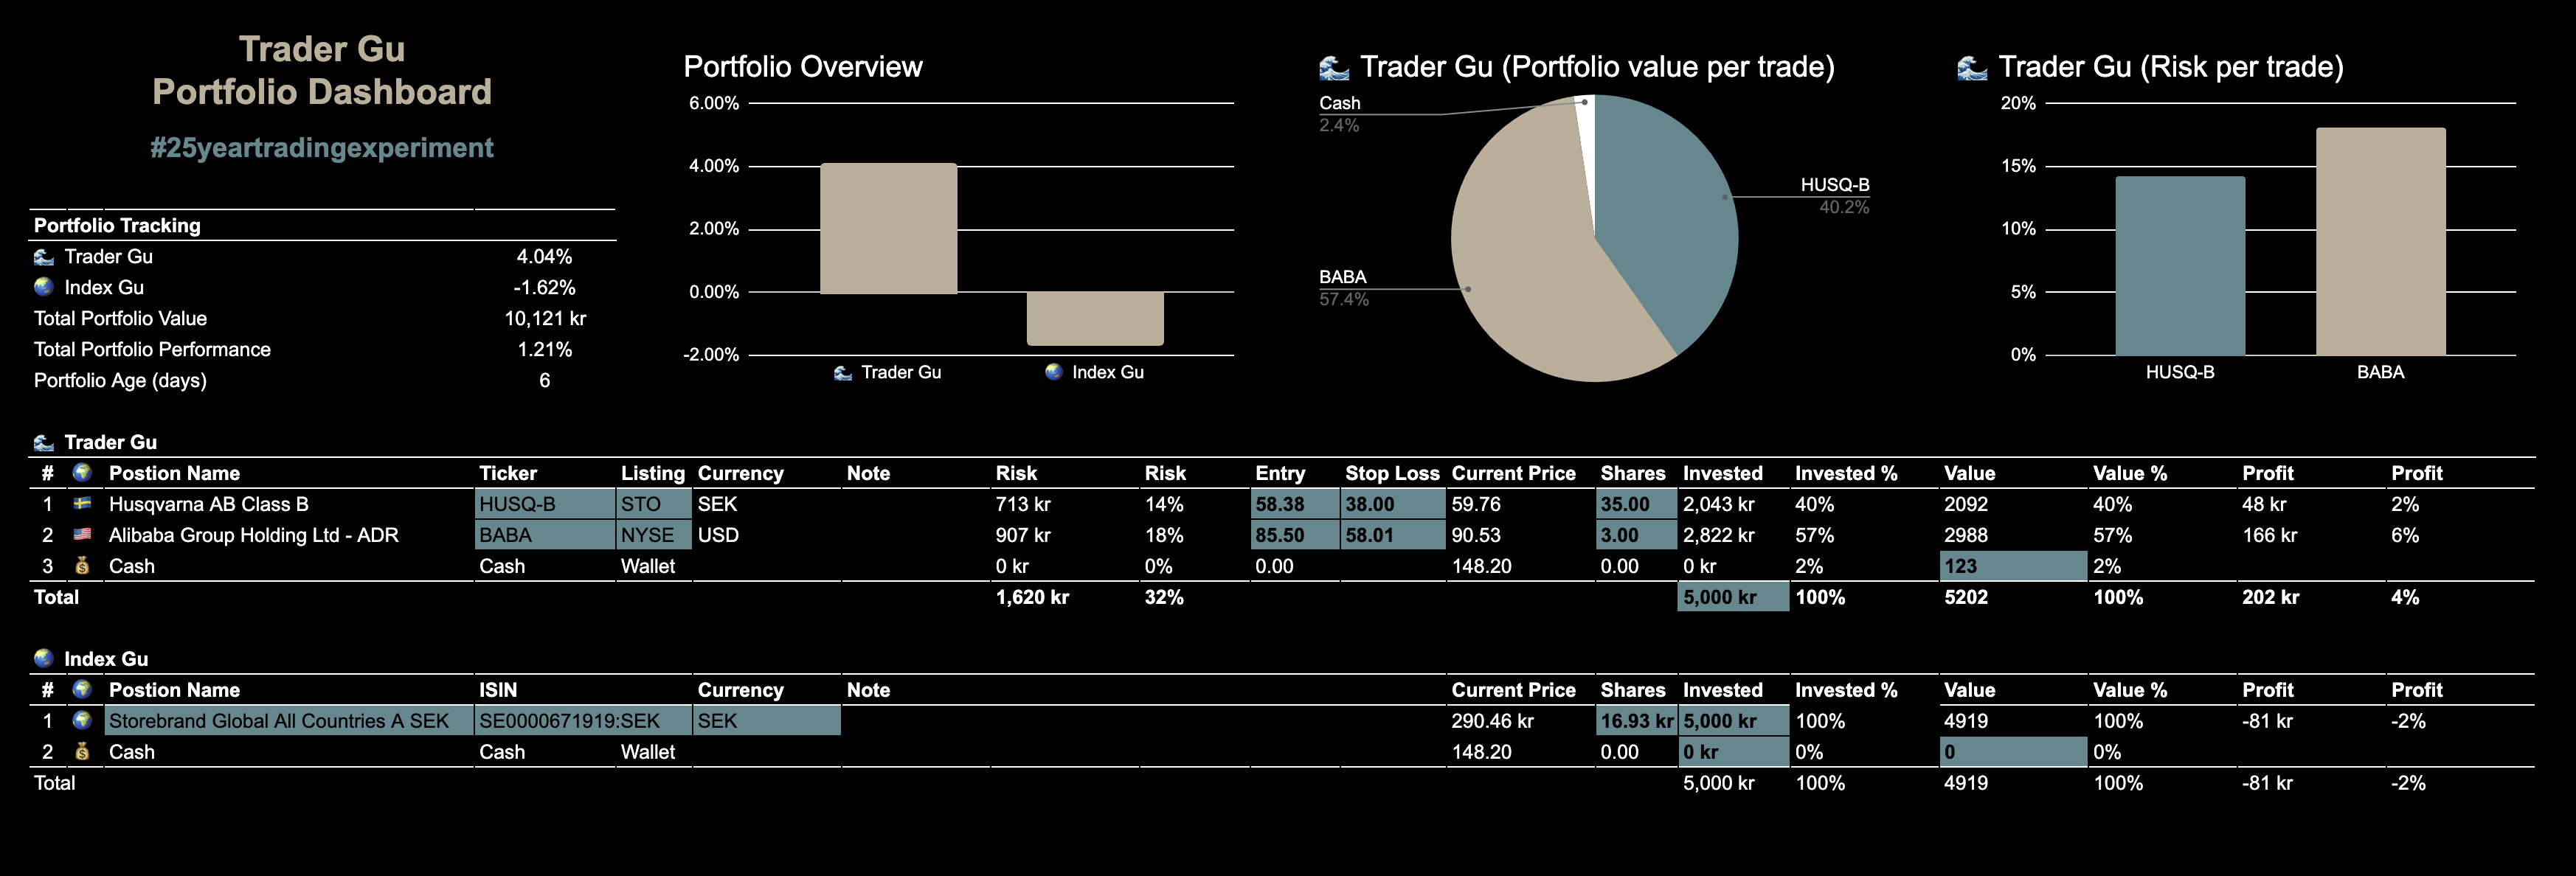 Trader Gu
Portfolio Dashboard
#25yeartradingexperiment
Portfolio Tracking
Trader Gu 4.04%
Index Gu -1.62%
Total Portfolio Value 10,121 kr
Total Portfolio Performance 1.21%
Portfolio Age (days) 6
Portfolio Overview
6.00%
4.00%
2.00%
0.00%
-2.00%
Trader Gu Index Gu
Trader Gu (Portfolio value per trade)
Cash
2.4%
HUSQ-B
40.2%
BABA
57.4%
Trader Gu (Risk per trade)
20%
15%
10%
5%
0%
HUSQ-B BABA
Trader Gu
# Postion Name Ticker Listing Currency Note Risk Risk Entry Stop Loss Current Price Shares Invested Invested % Value Value % Profit Profit
1 Husqvarna AB Class B HUSQ-B STO SEK 713 kr 14% 58.38 38.00 59.76 35.00 2,043 kr 40% 2092 40% 48 kr 2%
2 Alibaba Group Holding Ltd - ADR BABA NYSE USD 907 kr 18% 85.50 58.01 90.53 3.00 2,822 kr 57% 2988 57% 166 kr 6%
3 Cash Cash Wallet 0 kr 0% 0.00 148.20 0.00 0 kr 2% 123 2%
Total 1,620 kr 32% 5,000 kr 100% 5202 100% 202 kr 4%
Index Gu
# Postion Name ISIN Currency Note Current Price Shares Invested Invested % Value Value % Profit Profit
1 Storebrand Global All Countries A SEK SE0000671919:SEK SEK 290.46 kr 16.93 kr 5,000 kr 100% 4919 100% -81 kr -2%
2 Cash Cash Wallet 148.20 0.00 0 kr 0% 0 0%
Total 5,000 kr 100% 4919 100% -81 kr -2%